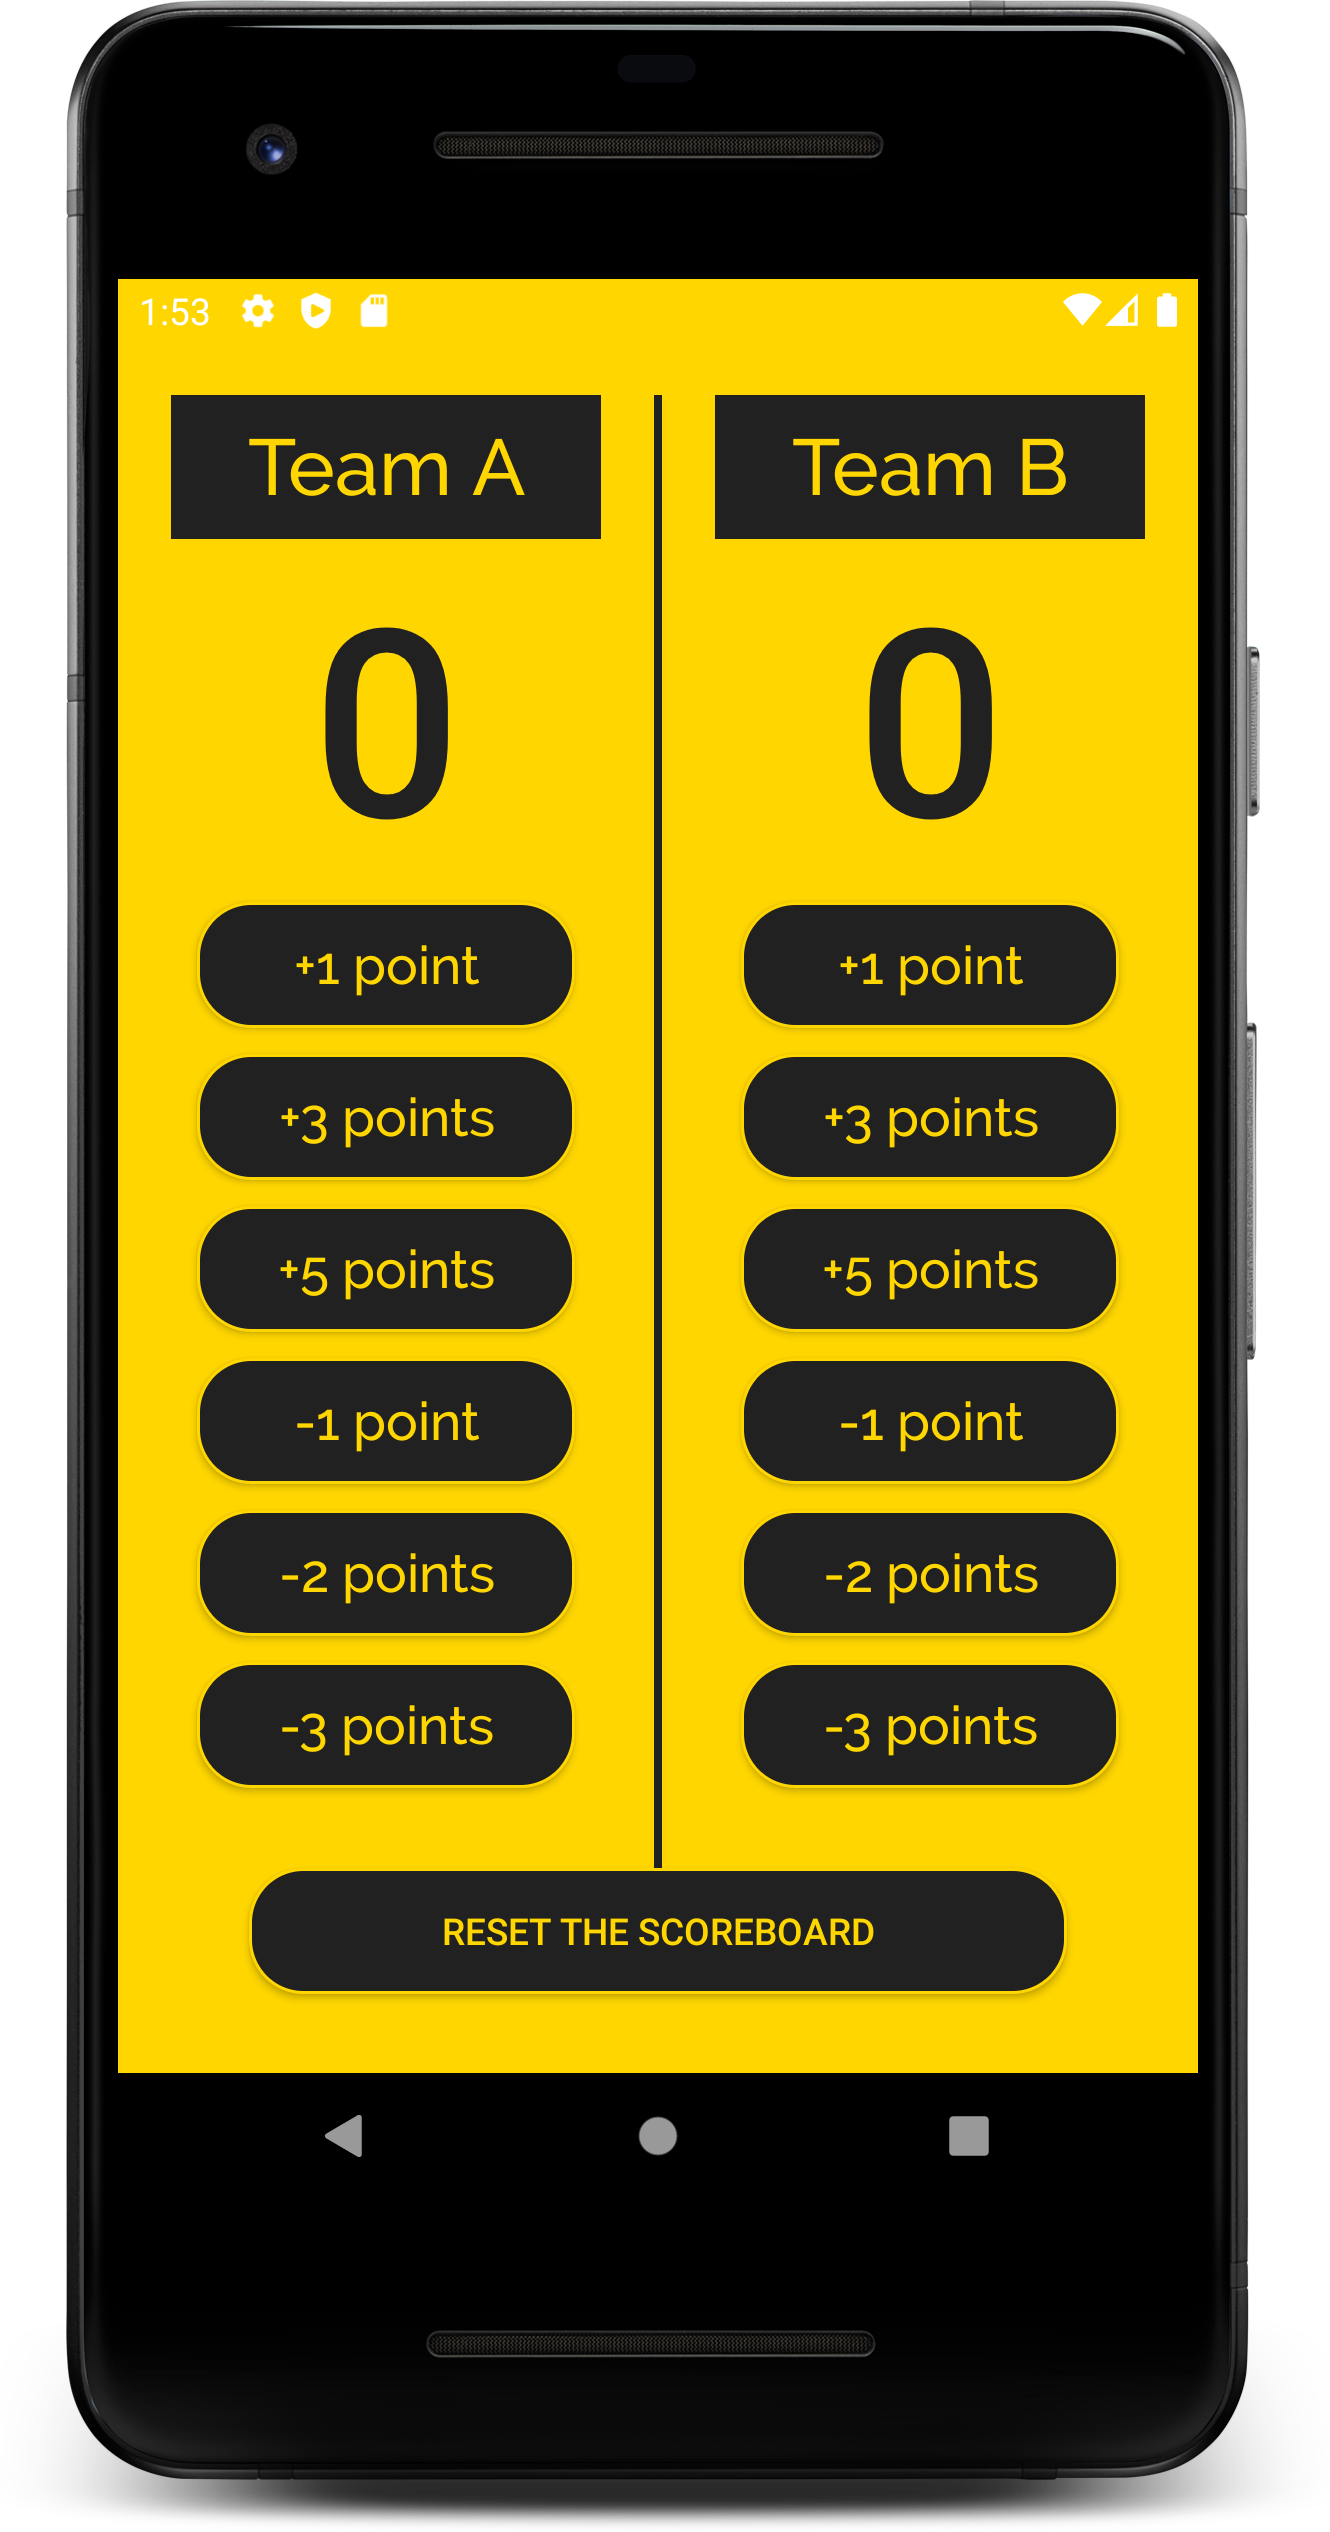 1:53
Team A
Team B
0
0
+1 point
+1 point
+3 points
+3 points
+5 points
+5 points
-1 point
-1 point
-2 points
-2 points
-3 points
-3 points
RESET THE SCOREBOARD